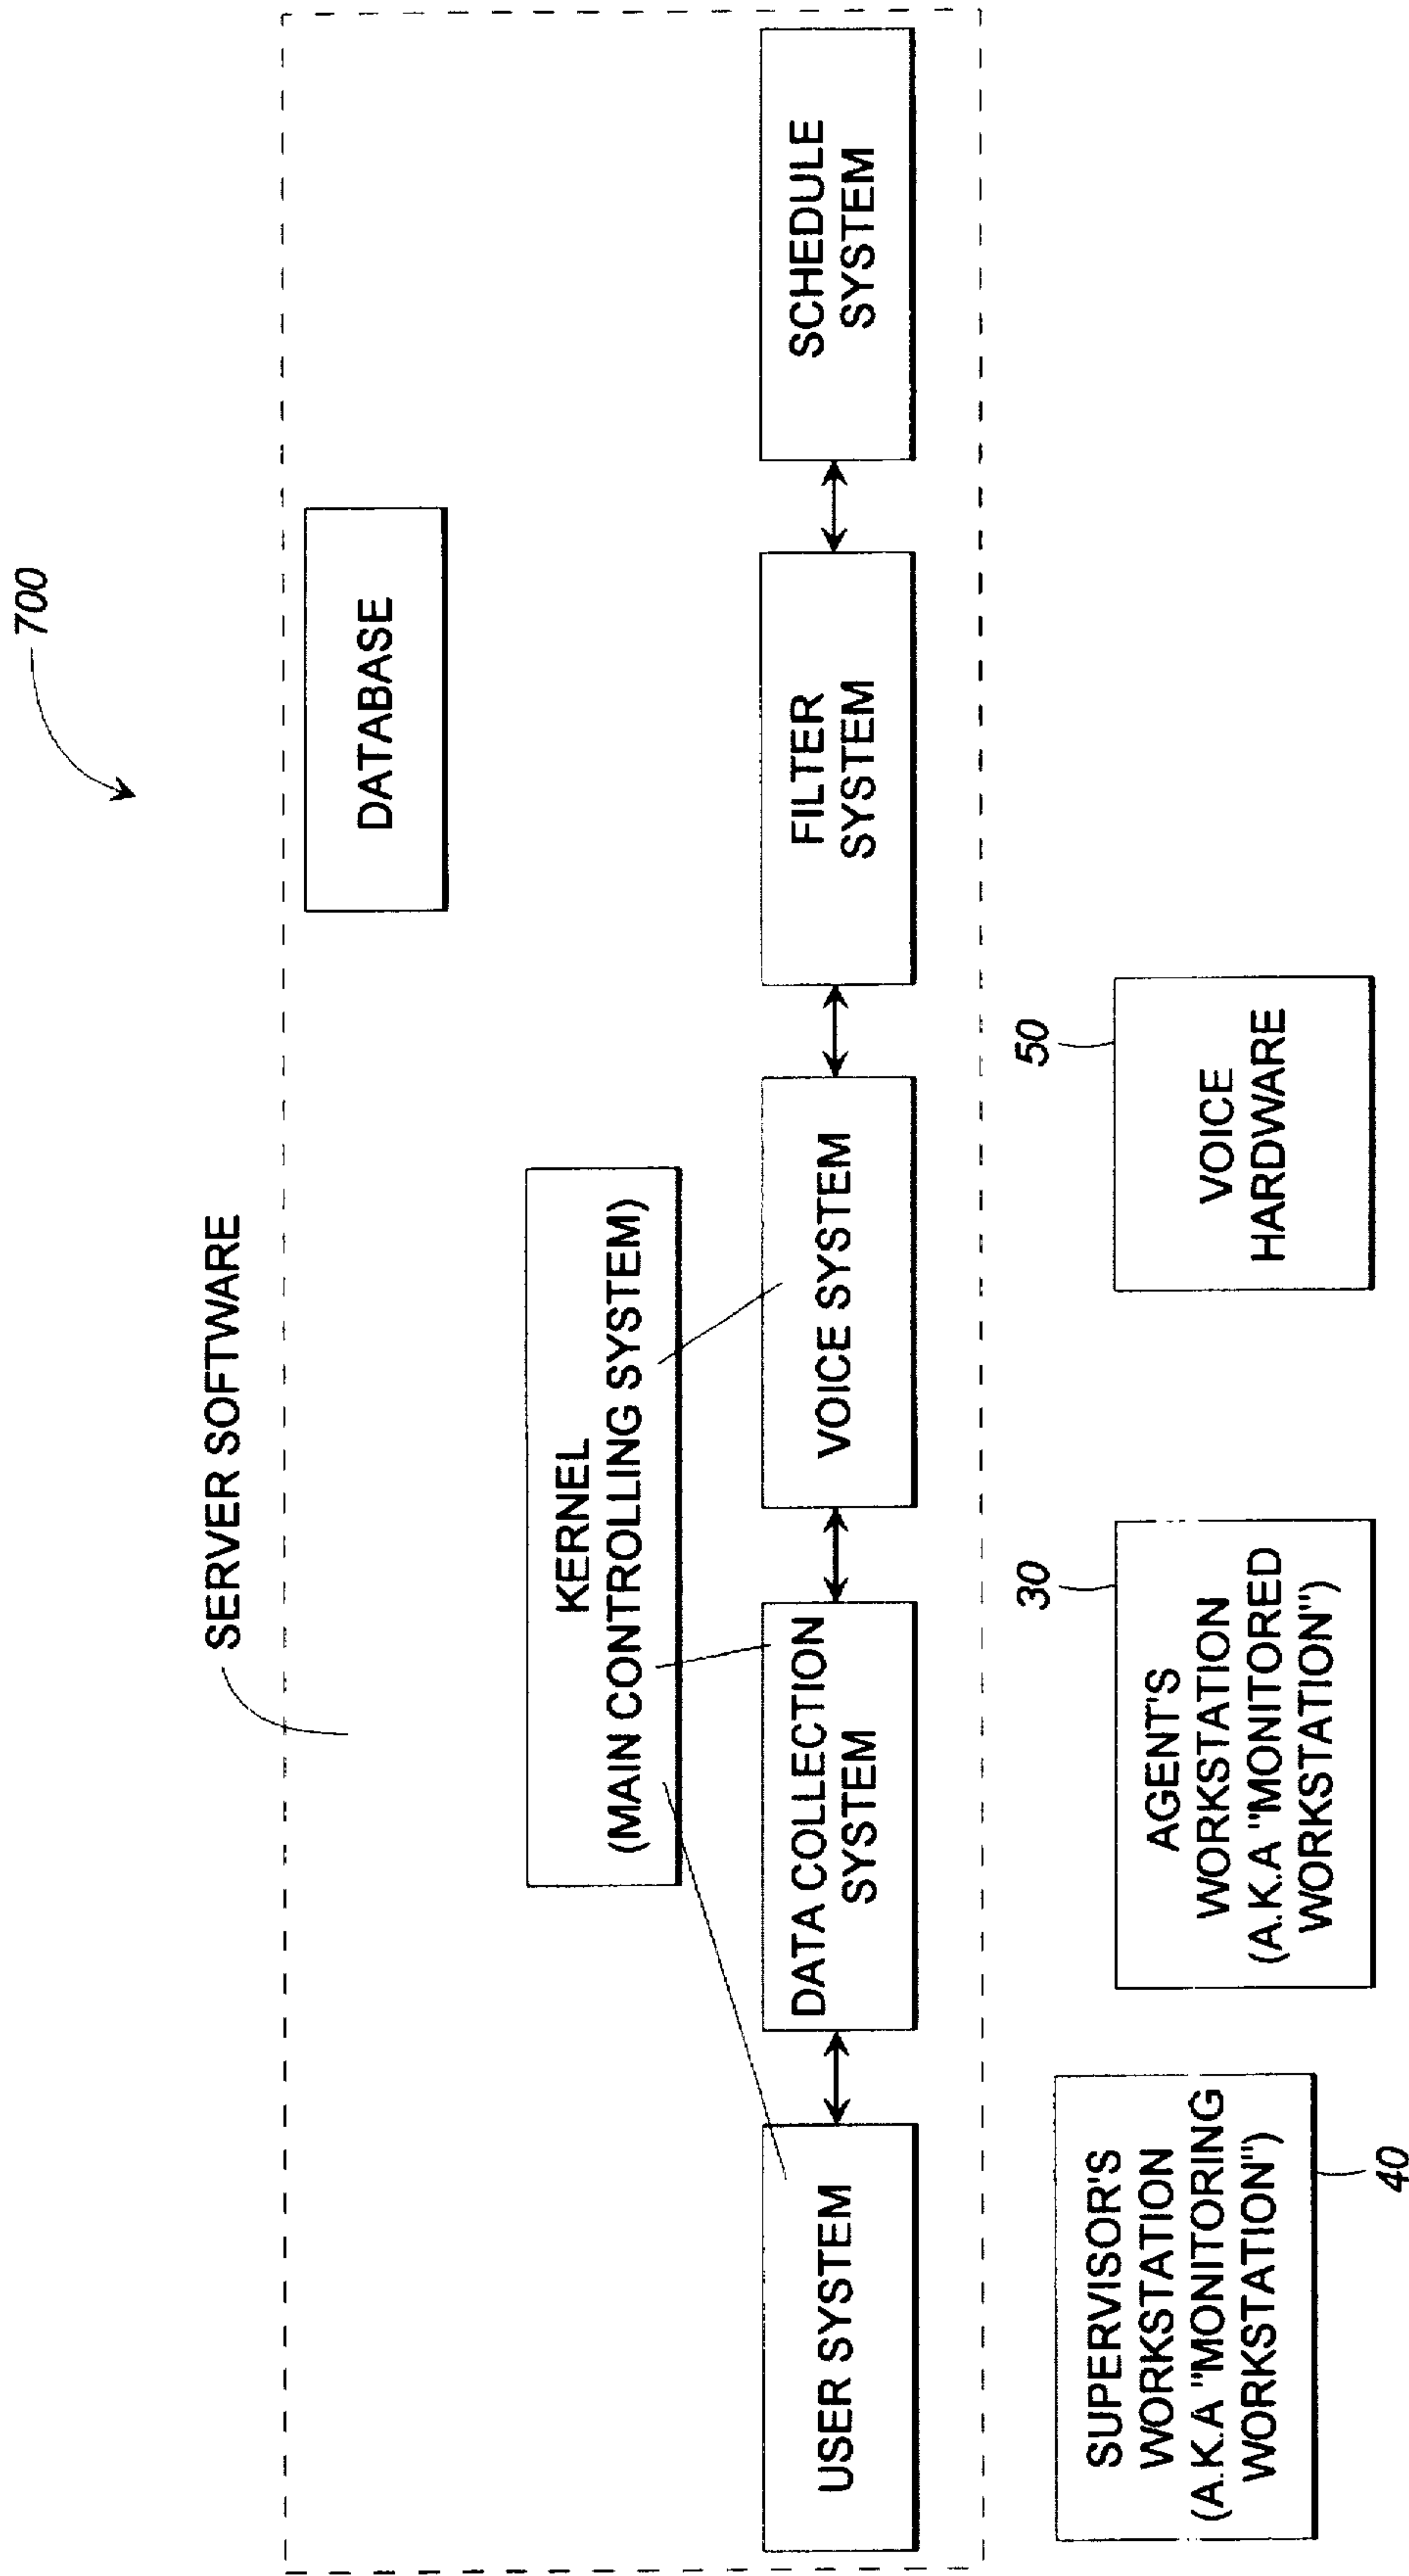 700
SERVER SOFTWARE
DATABASE
KERNEL
(MAIN CONTROLLING SYSTEM)
USER SYSTEM
DATA COLLECTION
SYSTEM
VOICE SYSTEM
FILTER
SYSTEM
SCHEDULE
SYSTEM
SUPERVISOR'S
WORKSTATION
(A.K.A "MONITORING
WORKSTATION")
40
30
AGENT'S
WORKSTATION
(A.K.A "MONITORED
WORKSTATION")
50
VOICE
HARDWARE